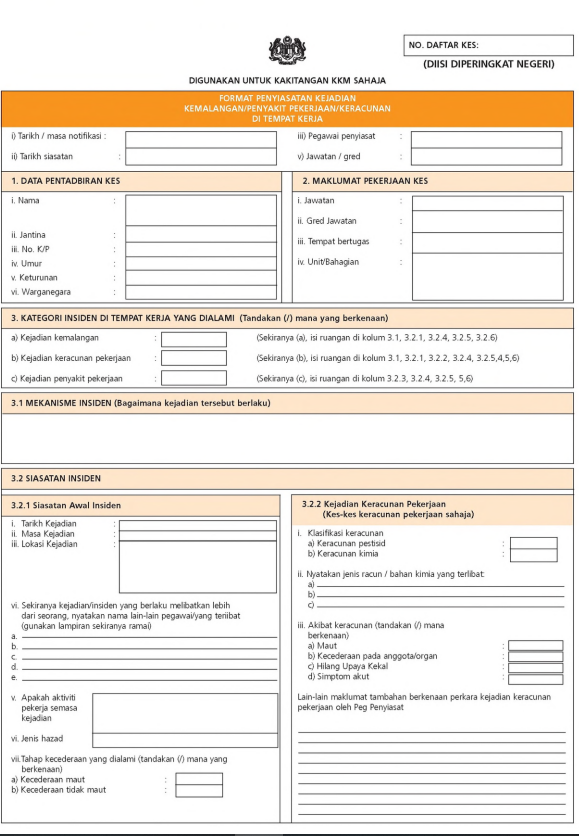 NO. DAFTAR KES:
(DIISI DIPERINGKAT NEGERI)
DIGUNAKAN UNTUK KAKITANGAN KKM SAHAJA
FORMAT PENYIASATAN KEJADIAN
KEMALANGAN/PENYAKIT PEKERJAAN/KERACUNAN
DI TEMPAT KERJA
i) Tarikh / masa notifikasi :
ii) Tarikh siasatan :
iii) Pegawai penyiasat :
v) Jawatan / gred :
1. DATA PENTADBIRAN KES
i. Nama :
ii. Jantina :
iii. No. K/P :
iv. Umur :
v. Keturunan :
vi. Warganegara :
2. MAKLUMAT PEKERJAAN KES
i. Jawatan :
ii. Gred Jawatan :
iii. Tempat bertugas :
iv. Unit/Bahagian :
3. KATEGORI INSIDEN DI TEMPAT KERJA YANG DIALAMI (Tandakan (/) mana yang berkenaan)
a) Kejadian kemalangan : (Sekiranya (a), isi ruangan di kolum 3.1, 3.2.1, 3.2.4, 3.2.5, 3.2.6)
b) Kejadian keracunan pekerjaan : (Sekiranya (b), isi ruangan di kolum 3.1, 3.2.1, 3.2.2, 3.2.4, 3.2.5,4,5,6)
c) Kejadian penyakit pekerjaan : (Sekiranya (c), isi ruangan di kolum 3.2.3, 3.2.4, 3.2.5, 5,6)
3.1 MEKANISME INSIDEN (Bagaimana kejadian tersebut berlaku)
3.2 SIASATAN INSIDEN
3.2.1 Siasatan Awal Insiden
i. Tarikh Kejadian :
ii. Masa Kejadian :
iii. Lokasi Kejadian :
vi. Sekiranya kejadian/insiden yang berlaku melibatkan lebih
dari seorang, nyatakan nama lain-lain pegawai/yang teriibat
(gunakan lampiran sekiranya ramai)
a.
b.
c.
d.
e.
v. Apakah aktiviti
pekerja semasa
kejadian
vi. Jenis hazad
vii.Tahap kecederaan yang dialami (tandakan (/) mana yang
berkenaan)
a) Kecederaan maut :
b) Kecederaan tidak maut :
3.2.2 Kejadian Keracunan Pekerjaan
(Kes-kes keracunan pekerjaan sahaja)
i. Klasifikasi keracunan
a) Keracunan pestisid :
b) Keracunan kimia :
ii. Nyatakan jenis racun / bahan kimia yang terlibat:
a)
b)
c)
iii. Akibat keracunan (tandakan (/) mana
berkenaan)
a) Maut :
b) Kecederaan pada anggota/organ :
c) Hilang Upaya Kekal :
d) Simptom akut :
Lain-lain maklumat tambahan berkenaan perkara kejadian keracunan
pekerjaan oleh Peg Penyiasat